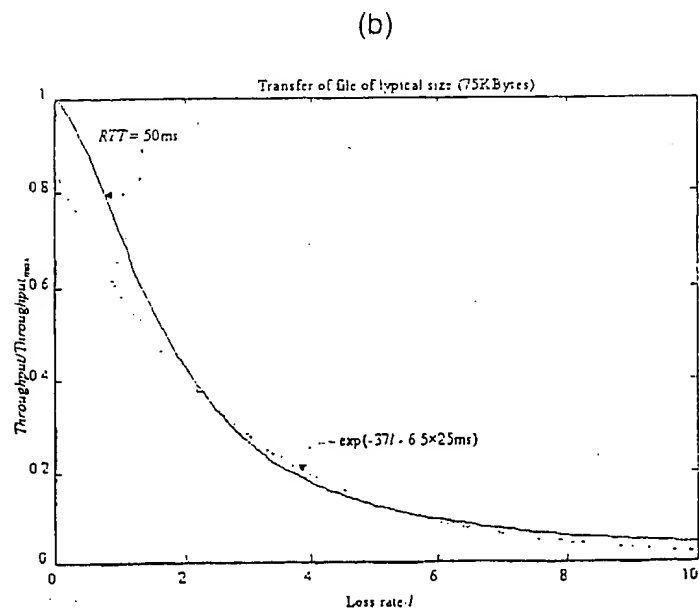 (b)
Transfer of file of typical size (75KBytes)
1
RTT = 50ms
0.8
0.6
Throughput/Throughput_max
0.4
exp(-37l - 6.5×25ms)
0.2
0
0 2 4 6 8 10
Loss rate l